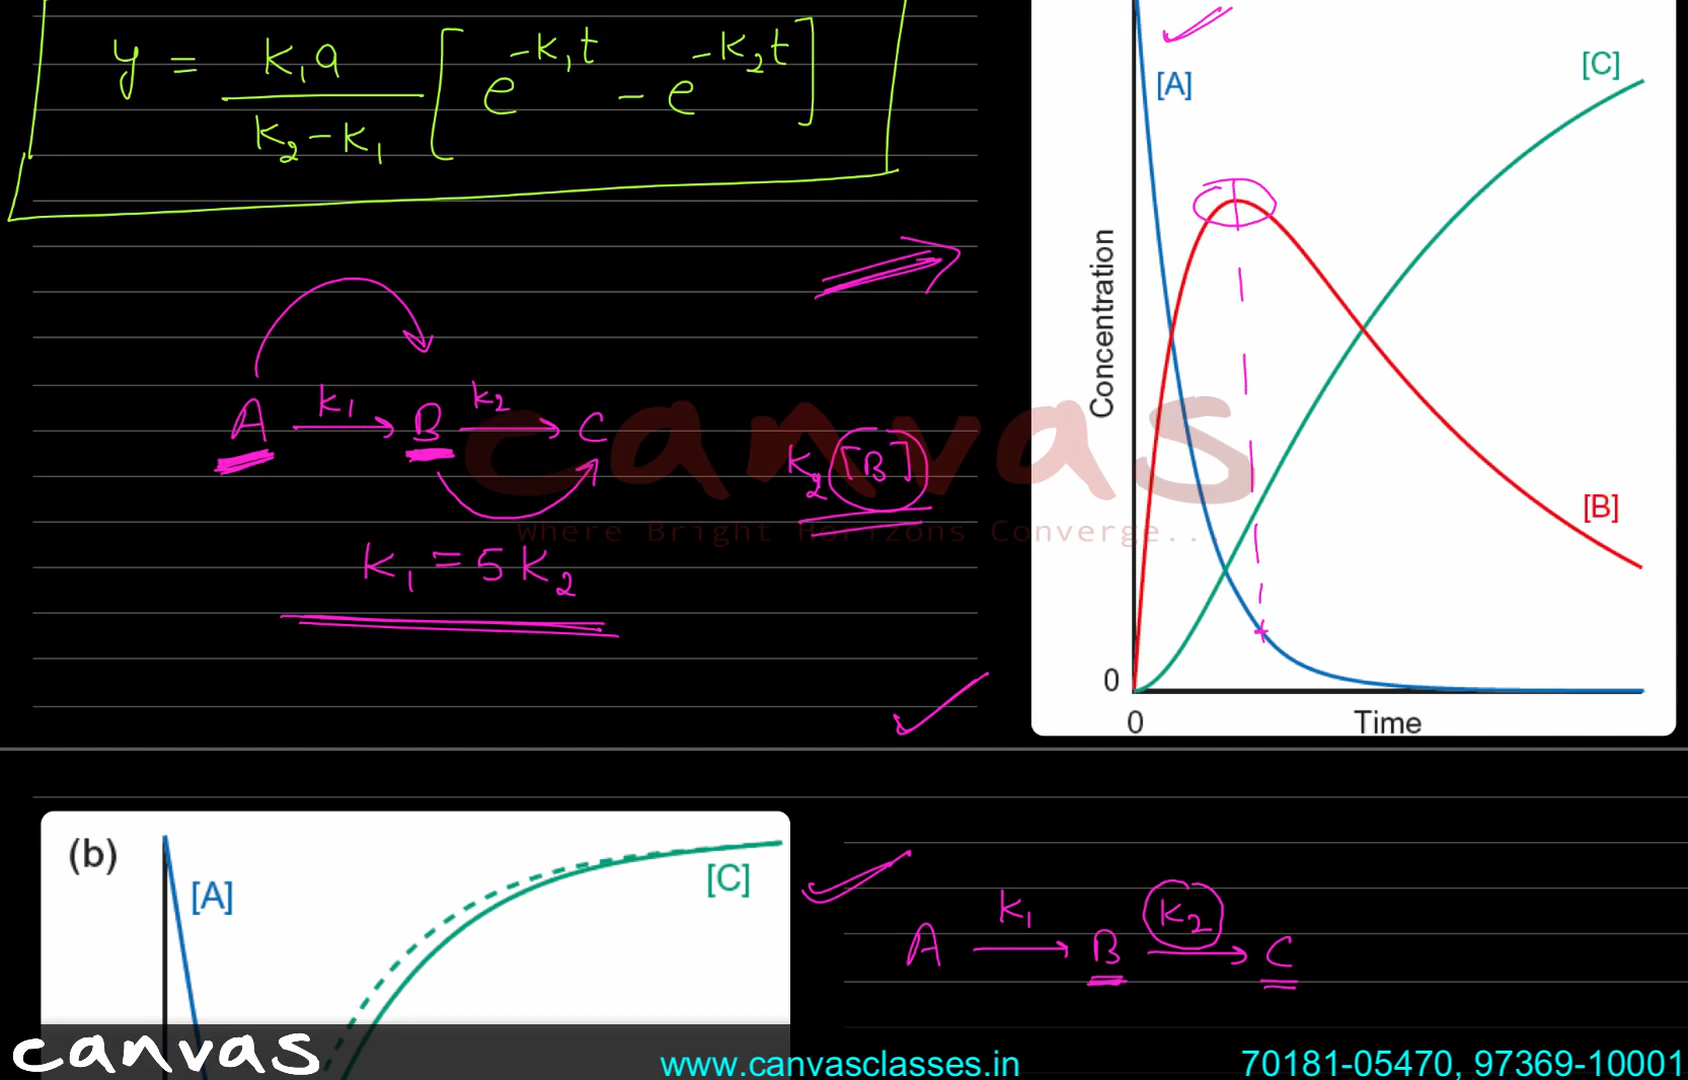 y = K₁a / K₂ - K₁ [ e^-K₁t - e^-K₂t ]
[A]
[C]
[B]
Concentration
0
0
Time
A K₁ → B K₂ → C
K₂[B]
canvas
Where Bright Horizons Converge..
K₁ = 5K₂
(b)
[A]
[C]
A K₁ → B K₂ → C
canvas
www.canvasclasses.in
70181-05470, 97369-10001